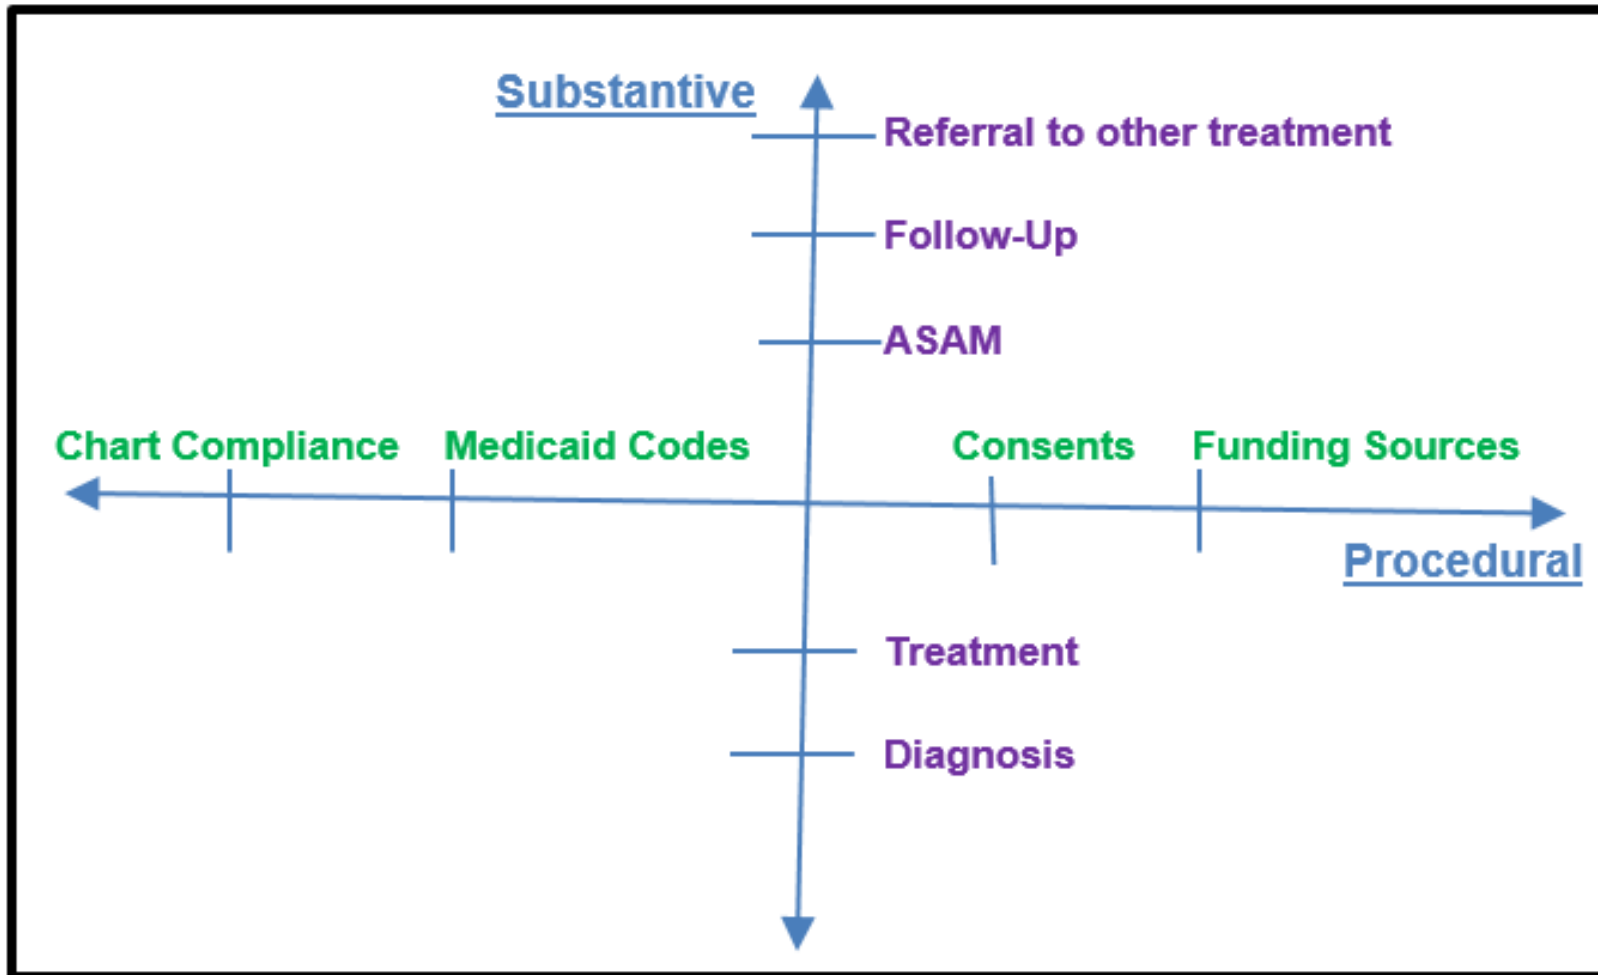 Substantive
Referral to other treatment
Follow-Up
ASAM
Chart Compliance
Medicaid Codes
Consents
Funding Sources
Procedural
Treatment
Diagnosis